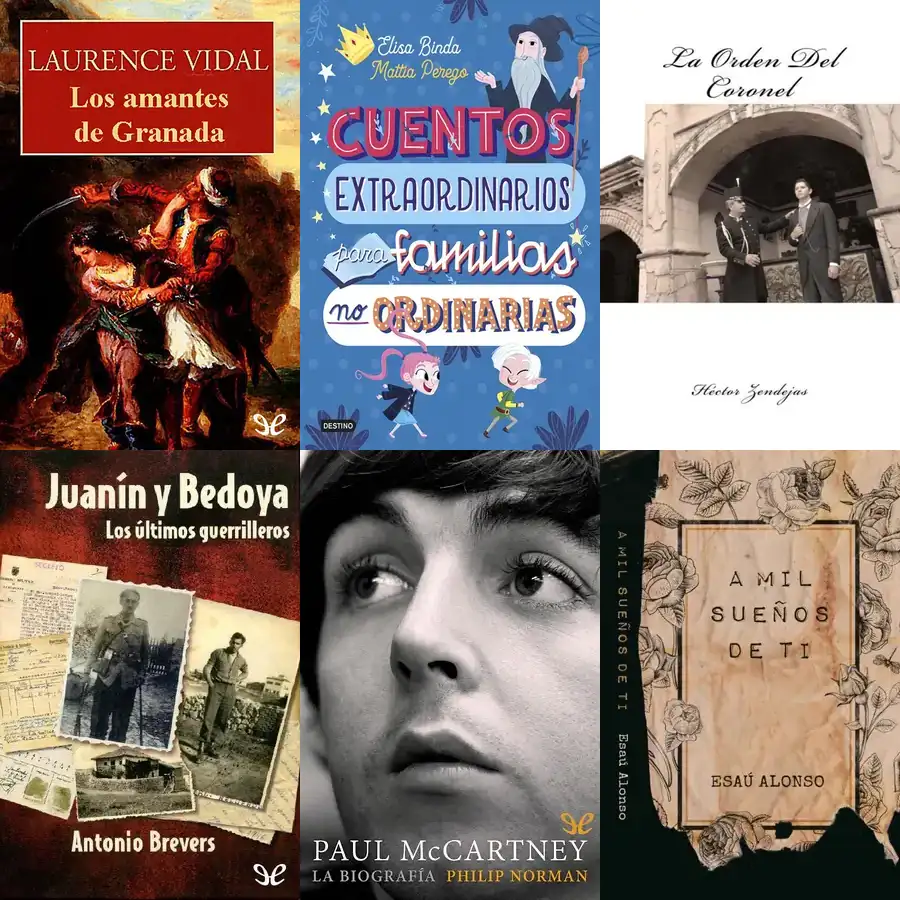 LAURENCE VIDAL
Los amantes
de Granada
Elisa Binda
Mattia Perego
CUENTOS
EXTRAORDINARIOS
para familias
no ORDINARIAS
DESTINO
La Orden Del
Coronel
Héctor Zendejas
Juanín y Bedoya
Los últimos guerrilleros
Antonio Brevers
PAUL McCARTNEY
LA BIOGRAFÍA PHILIP NORMAN
A MIL SUEÑOS DE TI
Esaú Alonso
A MIL
SUEÑOS
DE TI
ESAÚ ALONSO